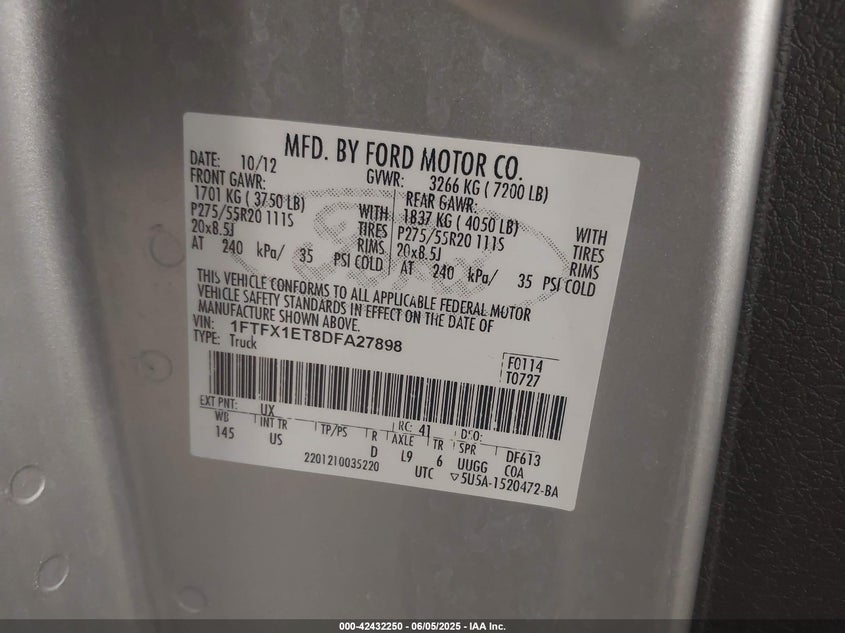 MFD. BY FORD MOTOR CO.
DATE: 10/12 GVWR: 3266 KG ( 7200 LB)
FRONT GAWR: REAR GAWR:
1701 KG ( 3750 LB) WITH 1837 KG ( 4050 LB) WITH
P275/55R20 111S TIRES P275/55R20 111S TIRES
20x8.5J RIMS 20x8.5J RIMS
AT 240 kPa/ 35 PSI COLD AT 240 kPa/ 35 PSI COLD
THIS VEHICLE CONFORMS TO ALL APPLICABLE FEDERAL MOTOR
VEHICLE SAFETY STANDARDS IN EFFECT ON THE DATE OF
MANUFACTURE SHOWN ABOVE.
VIN: 1FTFX1ET8DFA27898
TYPE: Truck
F0114
T0727
EXT PNT: UX RC: 41 DSO:
WB INT TR TP/PS R AXLE TR SPR DF613
145 US D L9 6 UUGG COA
2201210035220 UTC ▽5U5A-1520472-BA
Ford
000-42432250 - 06/05/2025 - IAA Inc.